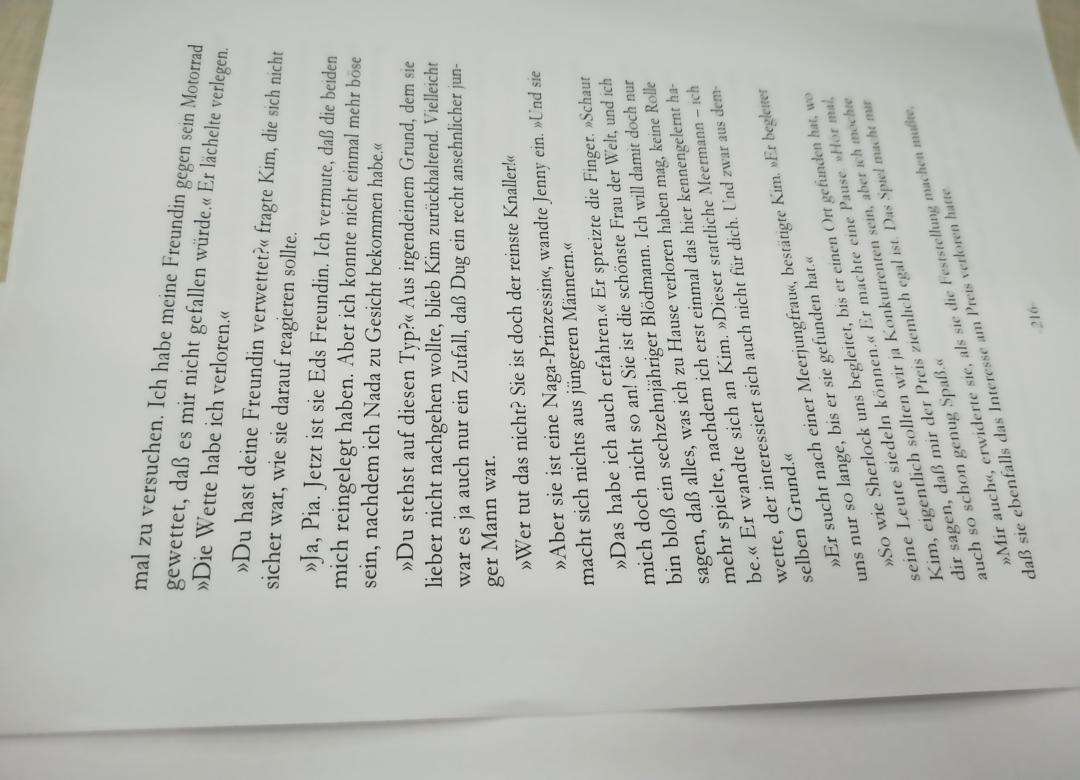 mal zu versuchen. Ich habe meine Freundin gegen sein Motorrad
gewettet, daß es mir nicht gefallen würde.« Er lächelte verlegen.
»Die Wette habe ich verloren.«
»Du hast deine Freundin verwettet?« fragte Kim, die sich nicht
sicher war, wie sie darauf reagieren sollte.
»Ja, Pia. Jetzt ist sie Eds Freundin. Ich vermute, daß die beiden
mich reingelegt haben. Aber ich konnte nicht einmal mehr böse
sein, nachdem ich Nada zu Gesicht bekommen habe.«
»Du stehst auf diesen Typ?« Aus irgendeinem Grund, dem sie
lieber nicht nachgehen wollte, blieb Kim zurückhaltend. Vielleicht
war es ja auch nur ein Zufall, daß Dug ein recht ansehnlicher jun-
ger Mann war.
»Wer tut das nicht? Sie ist doch der reinste Knaller!«
»Aber sie ist eine Naga-Prinzessin«, wandte Jenny ein. »Und sie
macht sich nichts aus jüngeren Männern.«
»Das habe ich auch erfahren.« Er spreizte die Finger. »Schaut
mich doch nicht so an! Sie ist die schönste Frau der Welt, und ich
bin bloß ein sechzehnjähriger Blödmann. Ich will damit doch nur
sagen, daß alles, was ich zu Hause verloren haben mag, keine Rolle
mehr spielte, nachdem ich erst einmal das hier kennengelernt ha-
be.« Er wandte sich an Kim. »Dieser stattliche Meermann – ich
wette, der interessiert sich auch nicht für dich. Und zwar aus dem-
selben Grund.«
»Er sucht nach einer Meerjungfrau«, bestätigte Kim. »Er begleitet
uns nur so lange, bis er sie gefunden hat.«
»So wie Sherlock uns begleitet, bis er einen Ort gefunden hat, wo
seine Leute siedeln können.« Er machte eine Pause. »Hör mal,
Kim, eigentlich sollten wir ja Konkurrenten sein, aber ich möchte
dir sagen, daß mir der Preis ziemlich egal ist. Das Spiel macht mir
auch so schon genug Spaß.«
»Mir auch«, erwiderte sie, als sie die Feststellung machen mußte,
daß sie ebenfalls das Interesse am Preis verloren hatte.
-216-